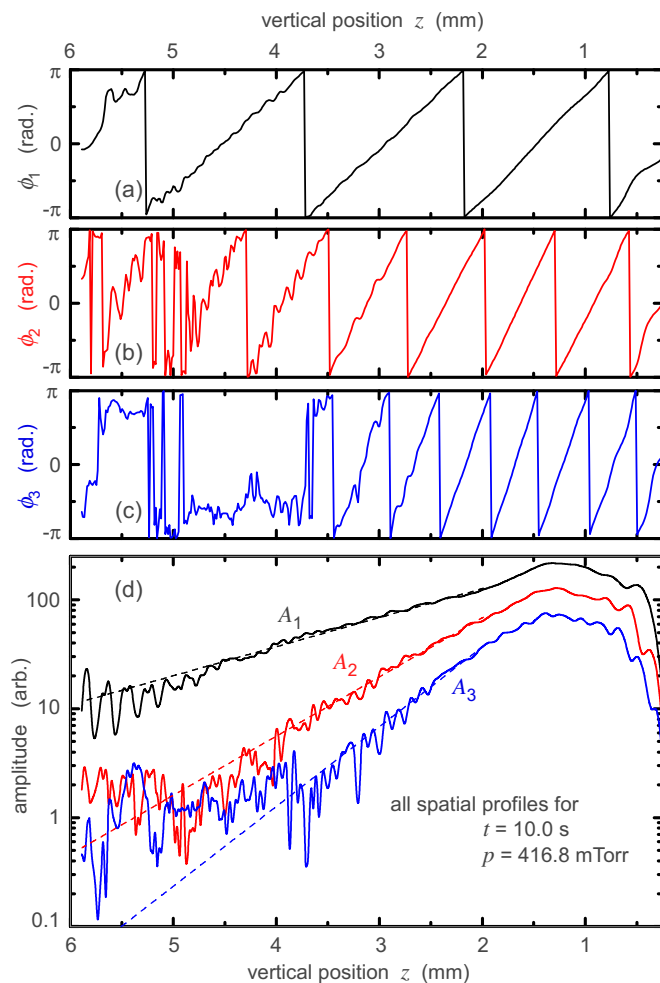 vertical position z (mm)
6 5 4 3 2 1
π
0
-π
ϕ1 (rad.)
(a)
π
0
-π
ϕ2 (rad.)
(b)
π
0
-π
ϕ3 (rad.)
(c)
(d)
100
10
1
0.1
amplitude (arb.)
A1
A2
A3
all spatial profiles for
t = 10.0 s
p = 416.8 mTorr
6 5 4 3 2 1
vertical position z (mm)